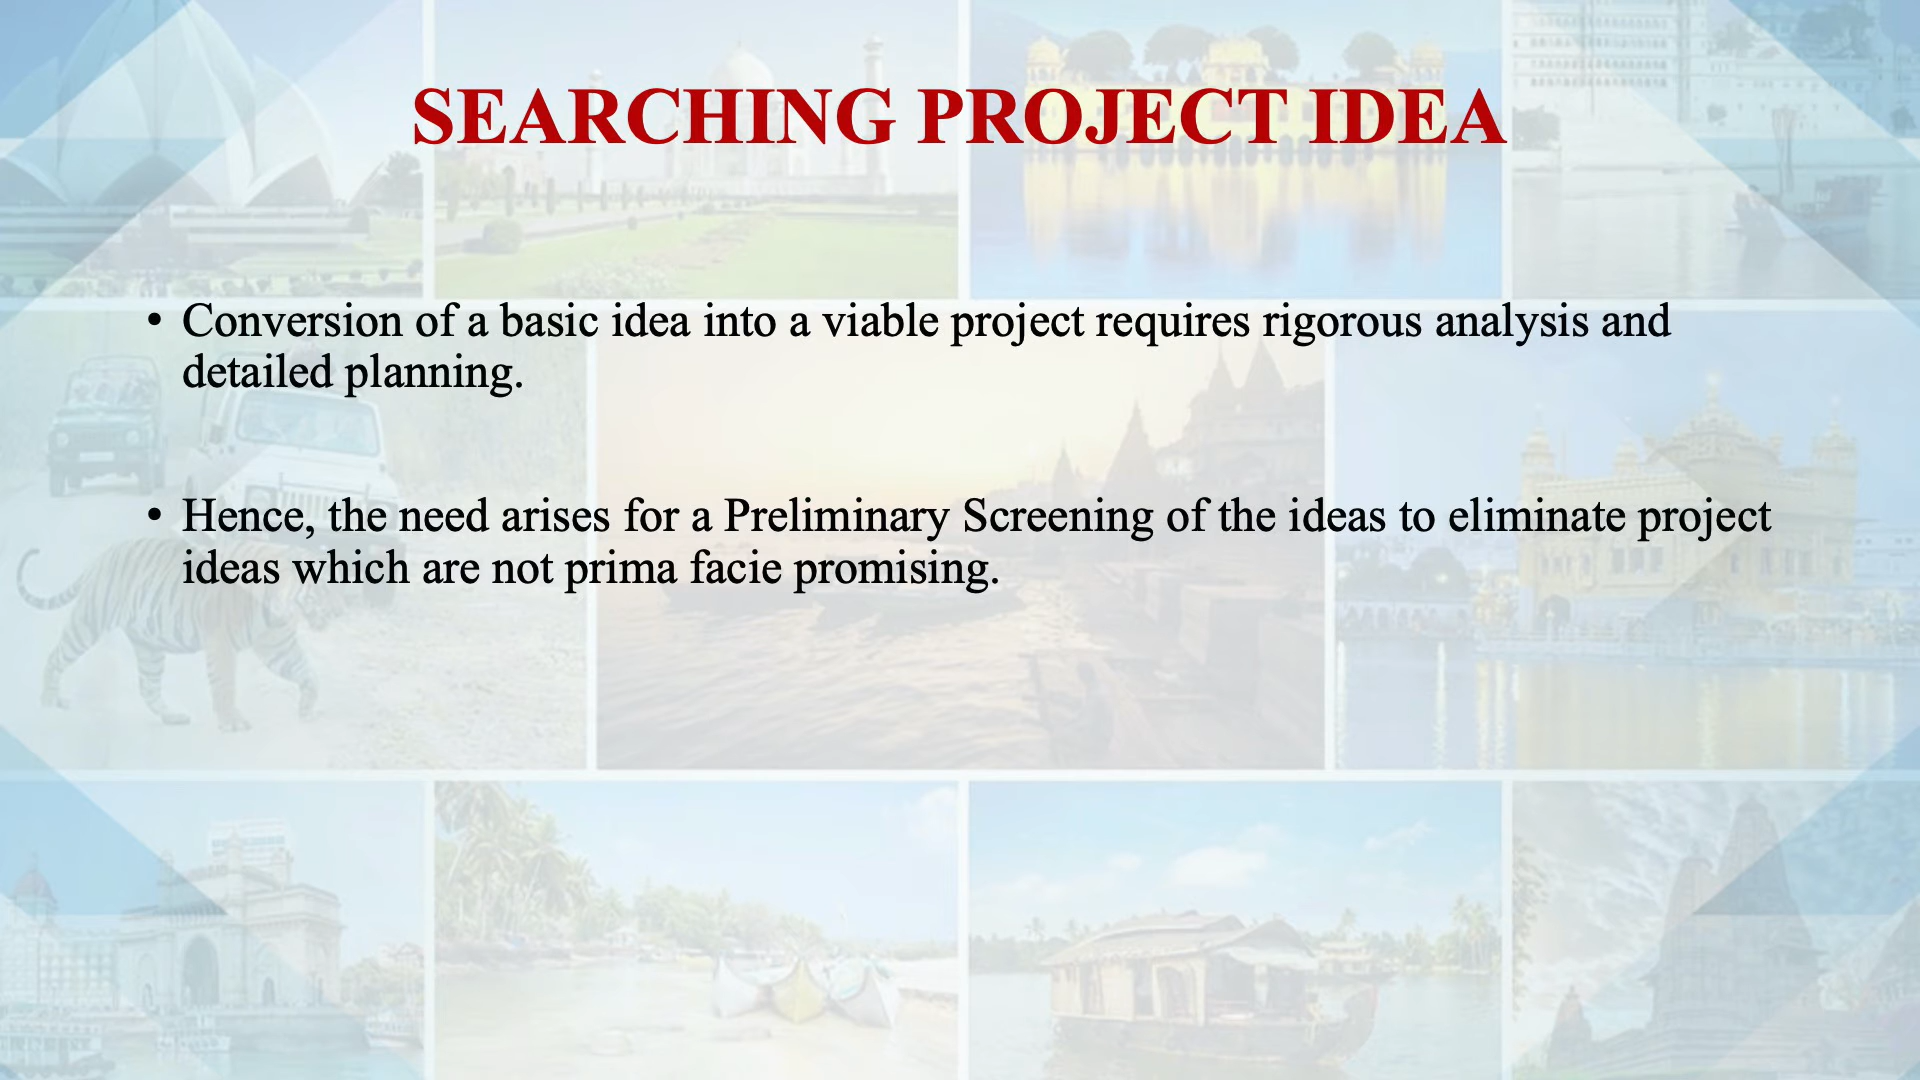 SEARCHING PROJECT IDEA
• Conversion of a basic idea into a viable project requires rigorous analysis and
detailed planning.
• Hence, the need arises for a Preliminary Screening of the ideas to eliminate project
ideas which are not prima facie promising.